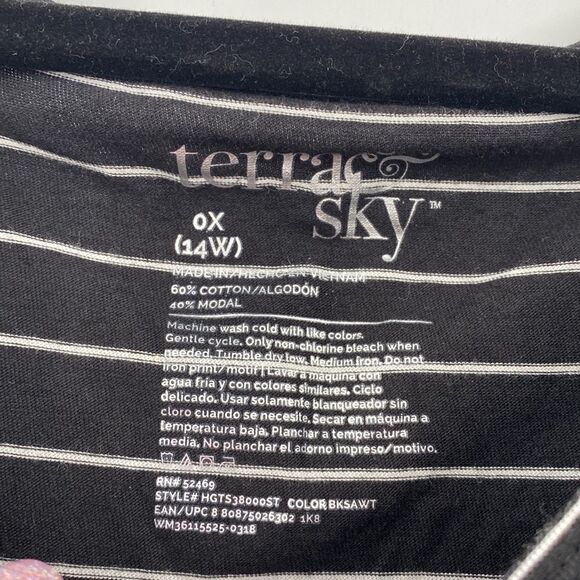 terra &
sky™
0X
(14W)
MADE IN/HECHO EN VIETNAM
60% COTTON/ALGODÓN
40% MODAL
Machine wash cold with like colors.
Gentle cycle. Only non-chlorine bleach when
needed. Tumble dry low. Medium iron. Do not
iron print/motif | Lavar a máquina con
agua fría y con colores similares. Ciclo
delicado. Usar solamente blanqueador sin
cloro cuando se necesite. Secar en máquina a
temperatura baja. Planchar a temperatura
media. No planchar el adorno impreso/motivo.
RN# 52469
STYLE# HGTS38000ST COLOR BKSAWT
EAN/UPC 8 80875026302 1K8
WM36115525-0318